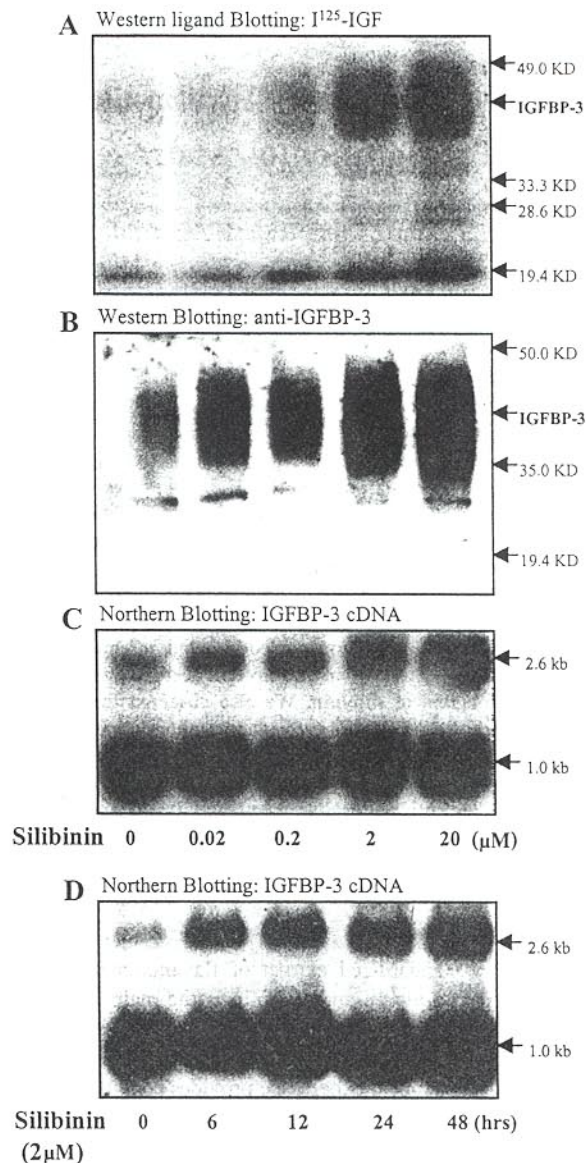 A Western ligand Blotting: I¹²⁵-IGF
49.0 KD
IGFBP-3
33.3 KD
28.6 KD
19.4 KD
B Western Blotting: anti-IGFBP-3
50.0 KD
IGFBP-3
35.0 KD
19.4 KD
C Northern Blotting: IGFBP-3 cDNA
2.6 kb
1.0 kb
Silibinin 0 0.02 0.2 2 20 (µM)
D Northern Blotting: IGFBP-3 cDNA
2.6 kb
1.0 kb
Silibinin 0 6 12 24 48 (hrs)
(2µM)